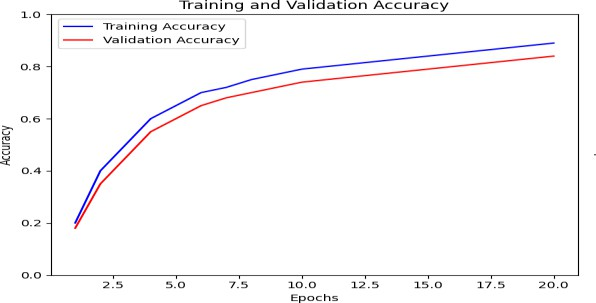 Training and Validation Accuracy
1.0
Training Accuracy
Validation Accuracy
0.8
0.6
Accuracy
0.4
0.2
0.0
2.5 5.0 7.5 10.0 12.5 15.0 17.5 20.0
Epochs
.